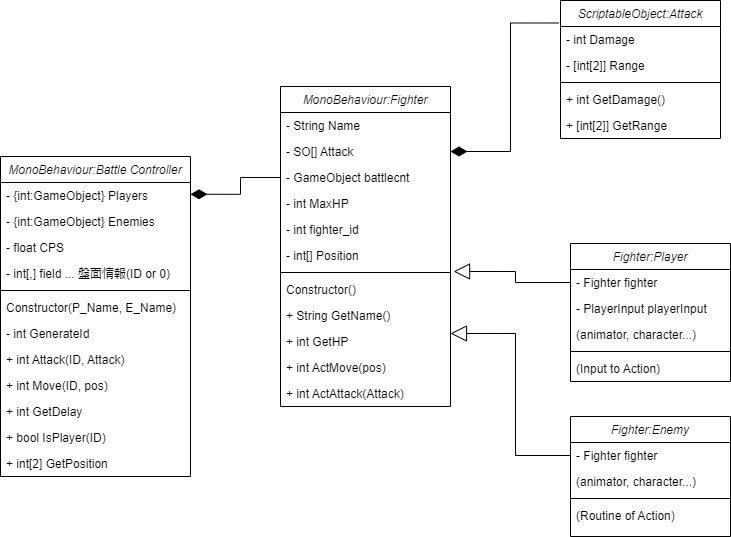 ScriptableObject:Attack
- int Damage
- [int[2]] Range
+ int GetDamage()
+ [int[2]] GetRange
MonoBehaviour:Fighter
- String Name
- SO[] Attack
- GameObject battlecnt
- int MaxHP
- int fighter_id
- int[] Position
Constructor()
+ String GetName()
+ int GetHP
+ int ActMove(pos)
+ int ActAttack(Attack)
MonoBehaviour:Battle Controller
- {int:GameObject} Players
- {int:GameObject} Enemies
- float CPS
- int[,] field ... 盤面情報(ID or 0)
Constructor(P_Name, E_Name)
- int GenerateId
+ int Attack(ID, Attack)
+ int Move(ID, pos)
+ int GetDelay
+ bool IsPlayer(ID)
+ int[2] GetPosition
Fighter:Player
- Fighter fighter
- PlayerInput playerInput
(animator, character...)
(Input to Action)
Fighter:Enemy
- Fighter fighter
(animator, character...)
(Routine of Action)